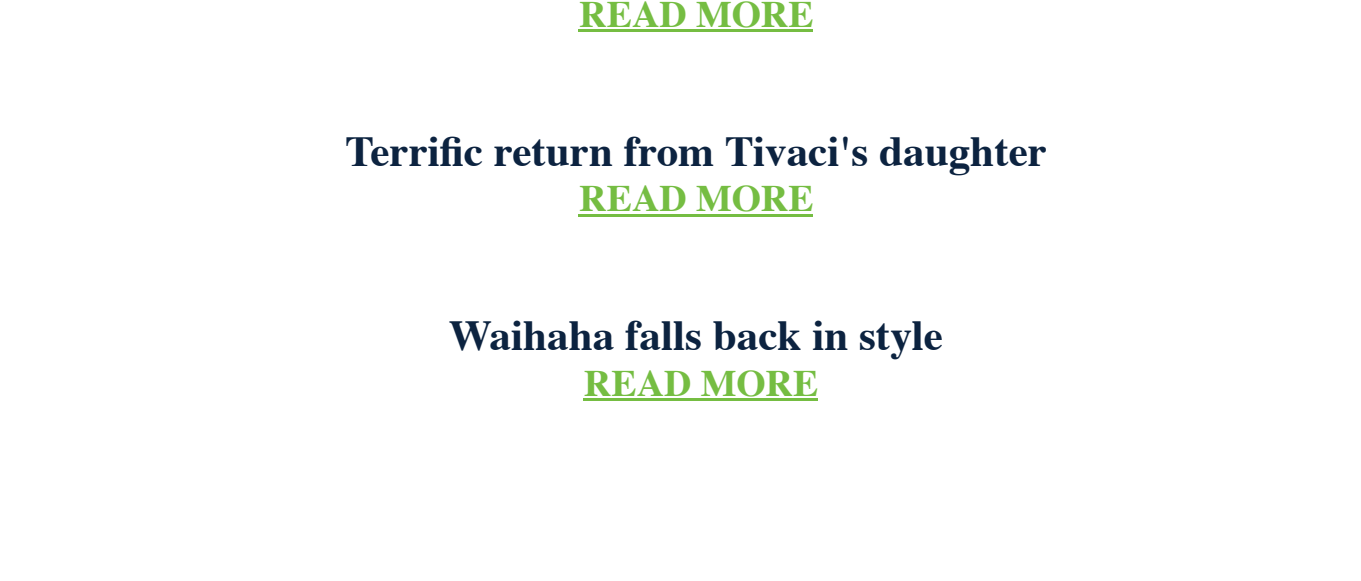 READ MORE
Terrific return from Tivaci's daughter
READ MORE
Waihaha falls back in style
READ MORE